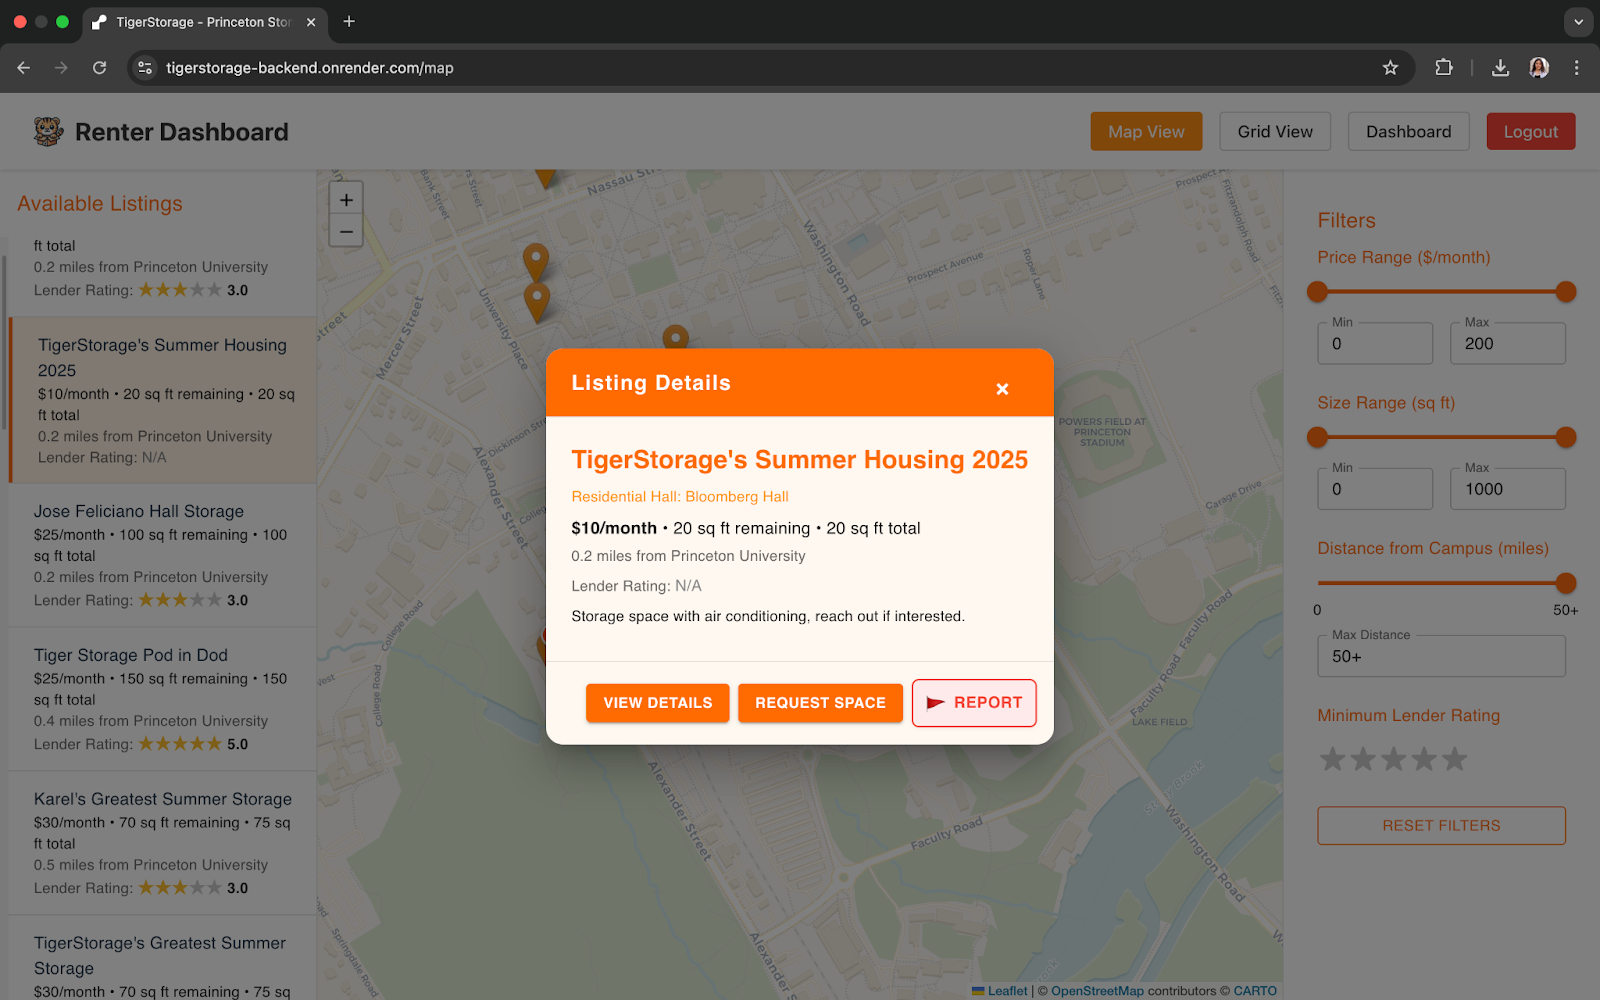 TigerStorage - Princeton Stor
tigerstorage-backend.onrender.com/map
Renter Dashboard
Map View
Grid View
Dashboard
Logout
Available Listings
ft total
0.2 miles from Princeton University
Lender Rating: ★★★★★ 3.0
TigerStorage's Summer Housing
2025
$10/month • 20 sq ft remaining • 20 sq
ft total
0.2 miles from Princeton University
Lender Rating: N/A
Jose Feliciano Hall Storage
$25/month • 100 sq ft remaining • 100
sq ft total
0.2 miles from Princeton University
Lender Rating: ★★★★★ 3.0
Tiger Storage Pod in Dod
$25/month • 150 sq ft remaining • 150
sq ft total
0.4 miles from Princeton University
Lender Rating: ★★★★★ 5.0
Karel's Greatest Summer Storage
$30/month • 70 sq ft remaining • 75 sq
ft total
0.5 miles from Princeton University
Lender Rating: ★★★★★ 3.0
TigerStorage's Greatest Summer
Storage
$30/month • 70 sq ft remaining • 75 sq
+
−
Bank Street
Nassau Street
Mercer Street
University Place
Dickinson Street
Alexander Street
College Road
College Road
Springdale Road
Alexander Street
Alexander Street
Washington Road
Prospect Avenue
Roper Lane
Fitzrandolph Road
POWERS FIELD AT
PRINCETON
STADIUM
Garage Drive
Faculty Road
Faculty Road
LAKE FIELD
Stony Brook
Washington Road
Faculty Road
Listing Details
×
TigerStorage's Summer Housing 2025
Residential Hall: Bloomberg Hall
$10/month • 20 sq ft remaining • 20 sq ft total
0.2 miles from Princeton University
Lender Rating: N/A
Storage space with air conditioning, reach out if interested.
VIEW DETAILS
REQUEST SPACE
REPORT
Leaflet | © OpenStreetMap contributors © CARTO
Filters
Price Range ($/month)
Min
0
Max
200
Size Range (sq ft)
Min
0
Max
1000
Distance from Campus (miles)
0
50+
Max Distance
50+
Minimum Lender Rating
RESET FILTERS